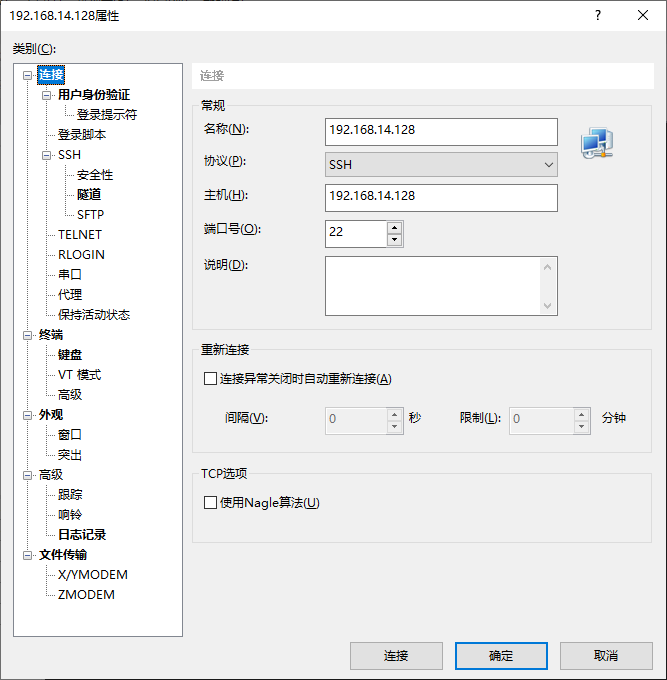 192.168.14.128属性
?
类别(C):
连接
用户身份验证
登录提示符
登录脚本
SSH
安全性
隧道
SFTP
TELNET
RLOGIN
串口
代理
保持活动状态
终端
键盘
VT 模式
高级
外观
窗口
突出
高级
跟踪
响铃
日志记录
文件传输
X/YMODEM
ZMODEM
连接
常规
名称(N): 192.168.14.128
协议(P): SSH
主机(H): 192.168.14.128
端口号(O): 22
说明(D):
重新连接
连接异常关闭时自动重新连接(A)
间隔(V): 0 秒 限制(L): 0 分钟
TCP选项
使用Nagle算法(U)
连接 确定 取消